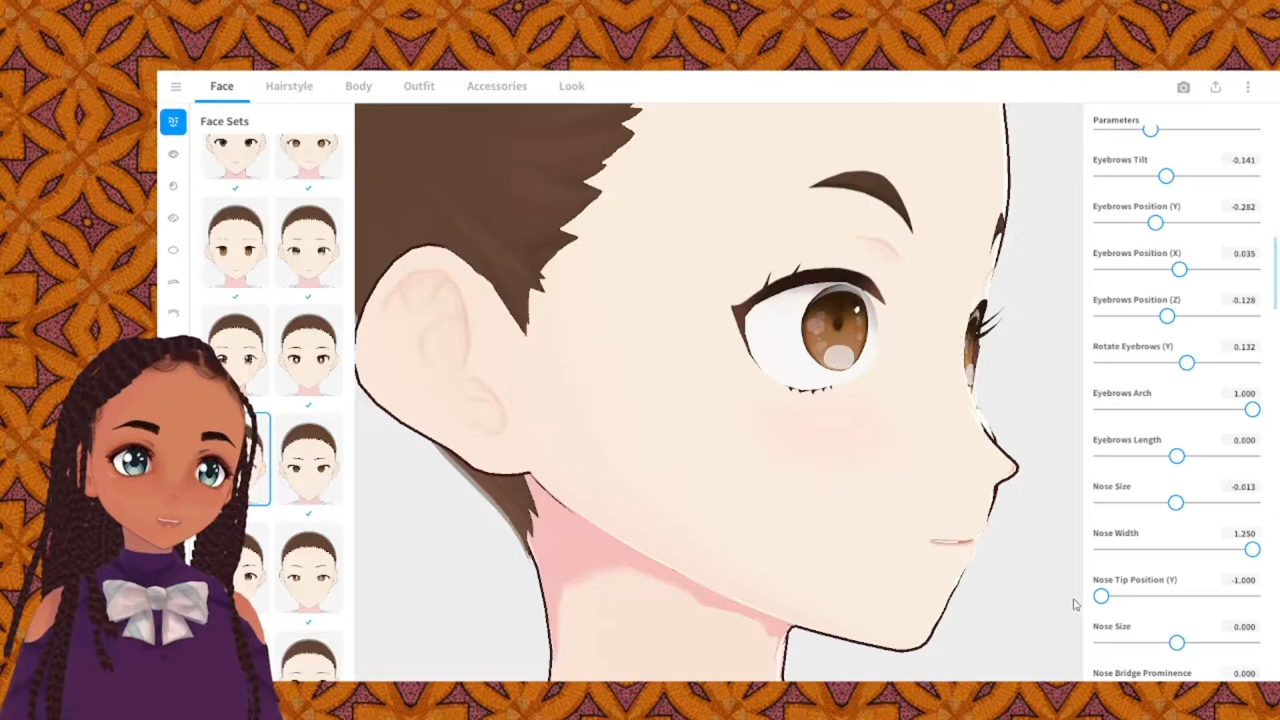 Face Hairstyle Body Outfit Accessories Look
Face Sets
Parameters
Eyebrows Tilt -0.141
Eyebrows Position (Y) -0.282
Eyebrows Position (X) 0.035
Eyebrows Position (Z) -0.128
Rotate Eyebrows (Y) 0.132
Eyebrows Arch 1.000
Eyebrows Length 0.000
Nose Size -0.013
Nose Width 1.250
Nose Tip Position (Y) -1.000
Nose Size 0.000
Nose Bridge Prominence 0.000